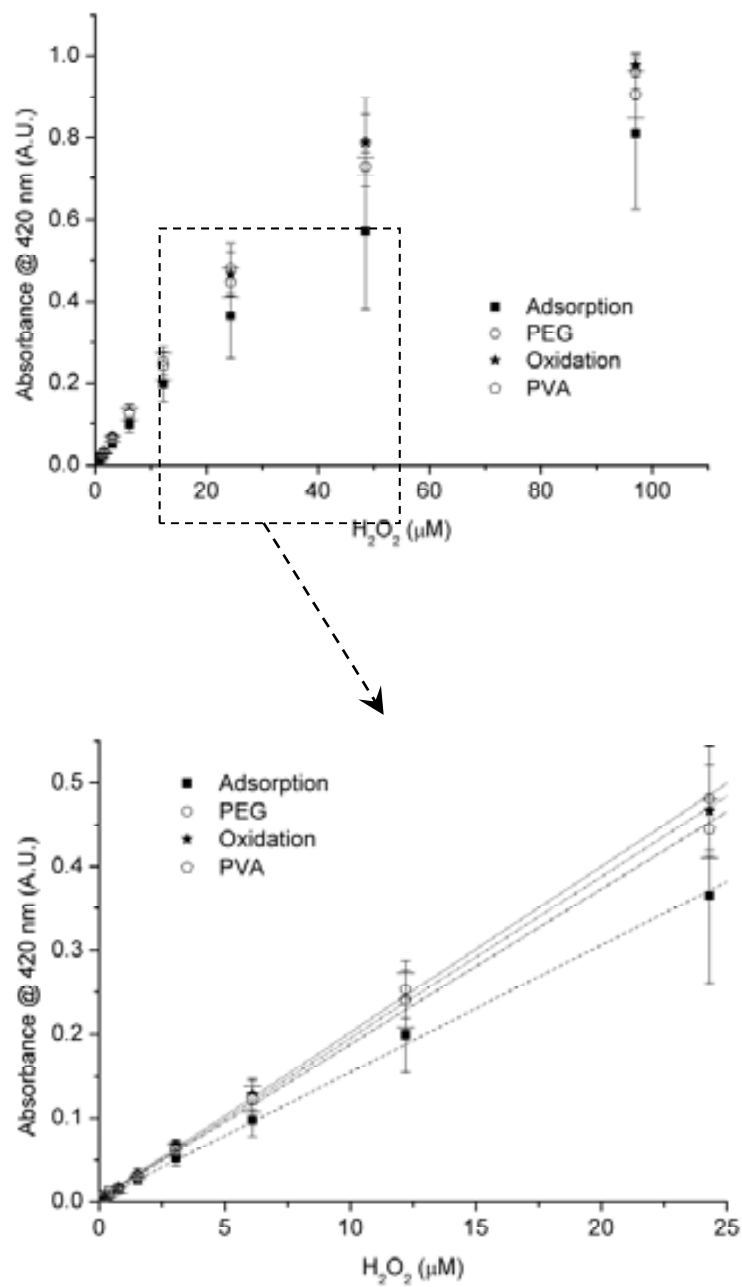 1.0
0.8
0.6
0.4
0.2
0.0
Absorbance @ 420 nm (A.U.)
Adsorption
PEG
Oxidation
PVA
0 20 40 60 80 100
H₂O₂ (μM)
0.5
0.4
0.3
0.2
0.1
0.0
Absorbance @ 420 nm (A.U.)
Adsorption
PEG
Oxidation
PVA
0 5 10 15 20 25
H₂O₂ (μM)